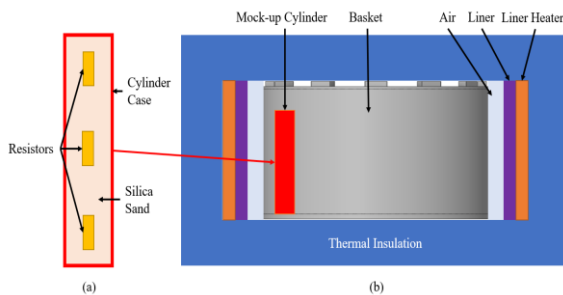 Mock-up Cylinder
Basket
Air
Liner
Liner Heater
Cylinder
Case
Resistors
Silica
Sand
Thermal Insulation
(a)
(b)